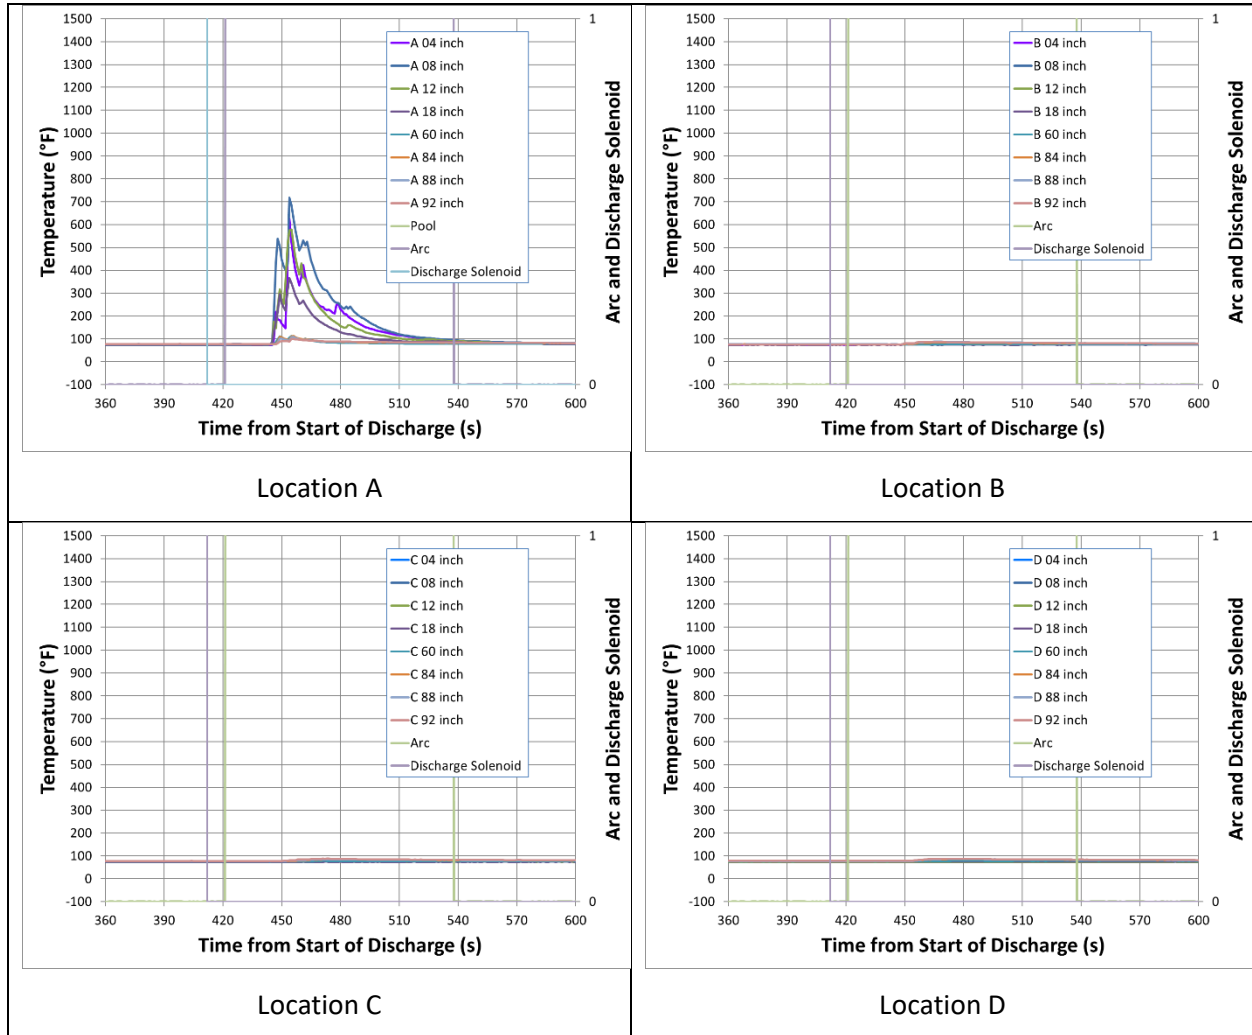 1500
1400
1300
1200
1100
1000
900
800
700
600
500
400
300
200
100
0
-100
Temperature (°F)
1
0
Arc and Discharge Solenoid
A 04 inch
A 08 inch
A 12 inch
A 18 inch
A 60 inch
A 84 inch
A 88 inch
A 92 inch
Pool
Arc
Discharge Solenoid
360 390 420 450 480 510 540 570 600
Time from Start of Discharge (s)
Location A
1500
1400
1300
1200
1100
1000
900
800
700
600
500
400
300
200
100
0
-100
Temperature (°F)
1
0
Arc and Discharge Solenoid
B 04 inch
B 08 inch
B 12 inch
B 18 inch
B 60 inch
B 84 inch
B 88 inch
B 92 inch
Arc
Discharge Solenoid
360 390 420 450 480 510 540 570 600
Time from Start of Discharge (s)
Location B
1500
1400
1300
1200
1100
1000
900
800
700
600
500
400
300
200
100
0
-100
Temperature (°F)
1
0
Arc and Discharge Solenoid
C 04 inch
C 08 inch
C 12 inch
C 18 inch
C 60 inch
C 84 inch
C 88 inch
C 92 inch
Arc
Discharge Solenoid
360 390 420 450 480 510 540 570 600
Time from Start of Discharge (s)
Location C
1500
1400
1300
1200
1100
1000
900
800
700
600
500
400
300
200
100
0
-100
Temperature (°F)
1
0
Arc and Discharge Solenoid
D 04 inch
D 08 inch
D 12 inch
D 18 inch
D 60 inch
D 84 inch
D 88 inch
D 92 inch
Arc
Discharge Solenoid
360 390 420 450 480 510 540 570 600
Time from Start of Discharge (s)
Location D